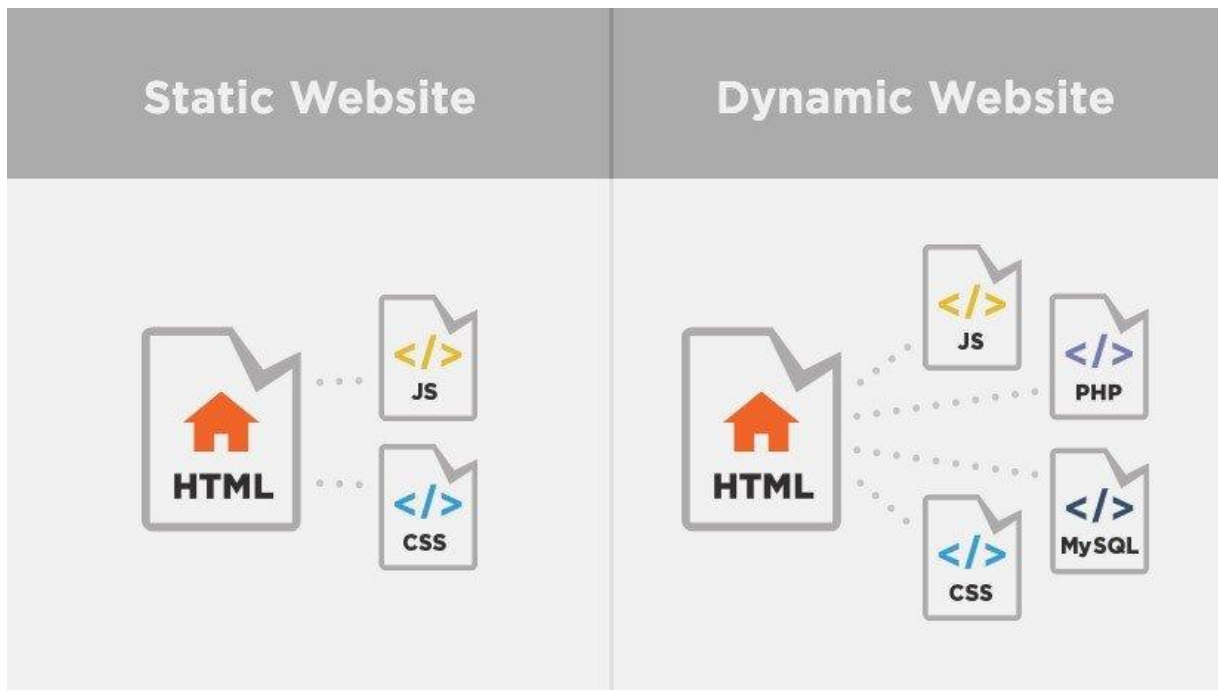 Static Website
Dynamic Website
HTML
</>
JS
</>
CSS
HTML
</>
JS
</>
PHP
</>
MySQL
</>
CSS